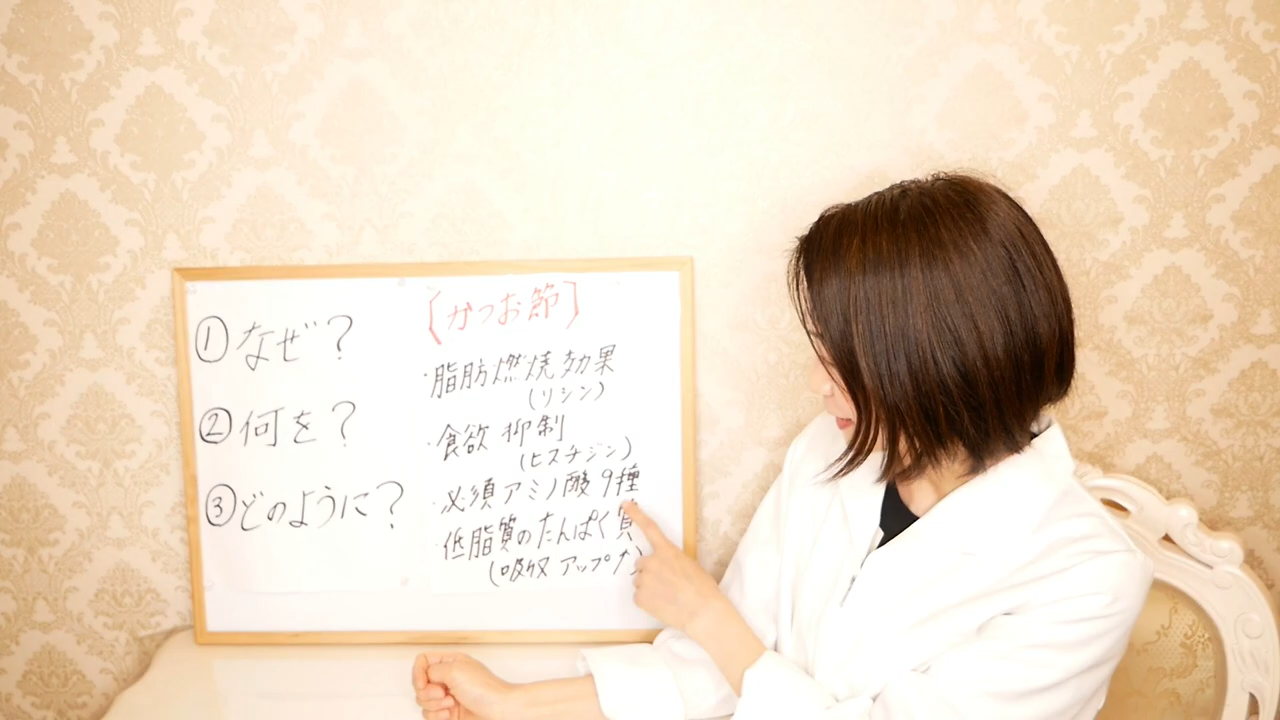 ①なぜ?
②何を?
③どのように?
[かつお節]
・脂肪燃焼効果
(リシン)
・食欲抑制
(ヒスチジン)
・必須アミノ酸9種
・低脂質のたんぱく質
(吸収アップ